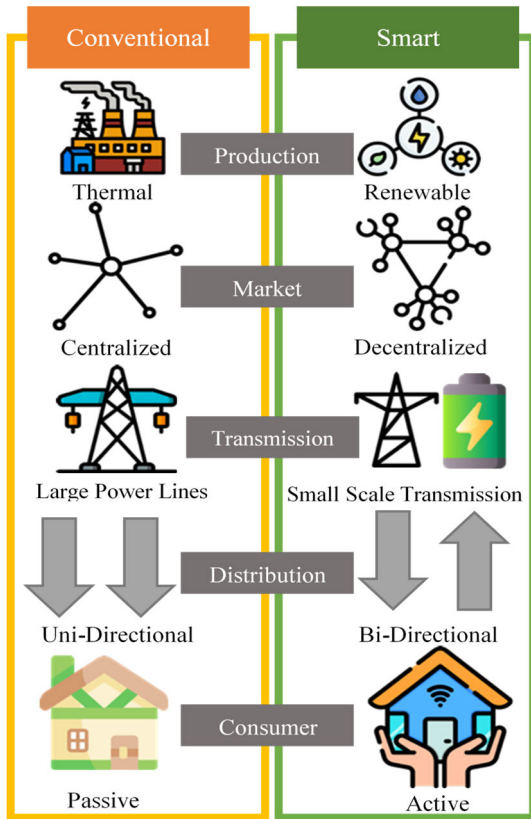 Conventional
Smart
Production
Thermal
Renewable
Market
Centralized
Decentralized
Transmission
Large Power Lines
Small Scale Transmission
Distribution
Uni-Directional
Bi-Directional
Consumer
Passive
Active